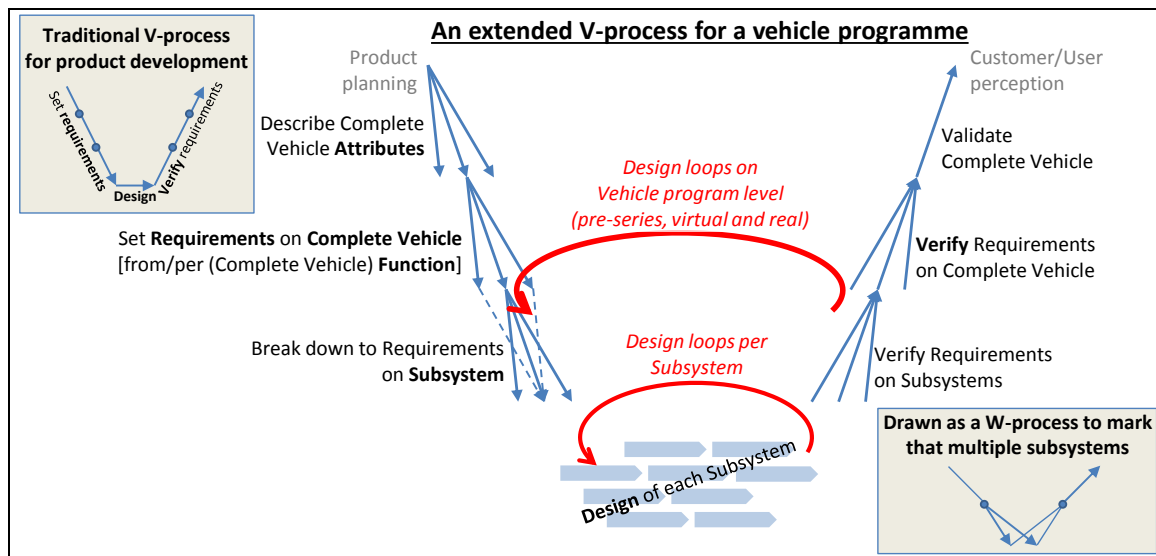 An extended V-process for a vehicle programme
Traditional V-process
for product development
Set requirements
Design
Verify requirements
Product
planning
Describe Complete
Vehicle Attributes
Set Requirements on Complete Vehicle
[from/per (Complete Vehicle) Function]
Break down to Requirements
on Subsystem
Design loops on
Vehicle program level
(pre-series, virtual and real)
Design loops per
Subsystem
Design of each Subsystem
Customer/User
perception
Validate
Complete Vehicle
Verify Requirements
on Complete Vehicle
Verify Requirements
on Subsystems
Drawn as a W-process to mark
that multiple subsystems